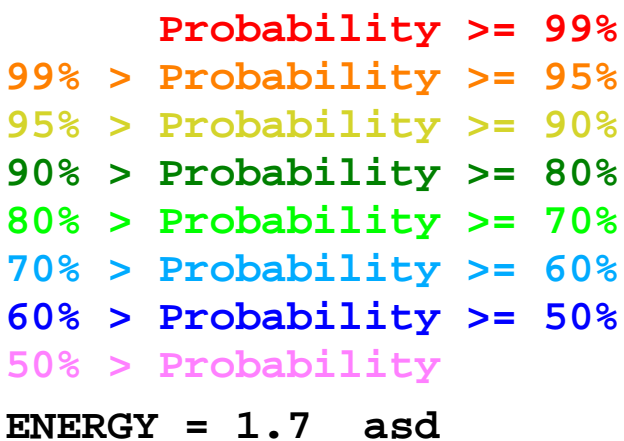 Probability >= 99%
99% > Probability >= 95%
95% > Probability >= 90%
90% > Probability >= 80%
80% > Probability >= 70%
70% > Probability >= 60%
60% > Probability >= 50%
50% > Probability
ENERGY = 1.7  asd